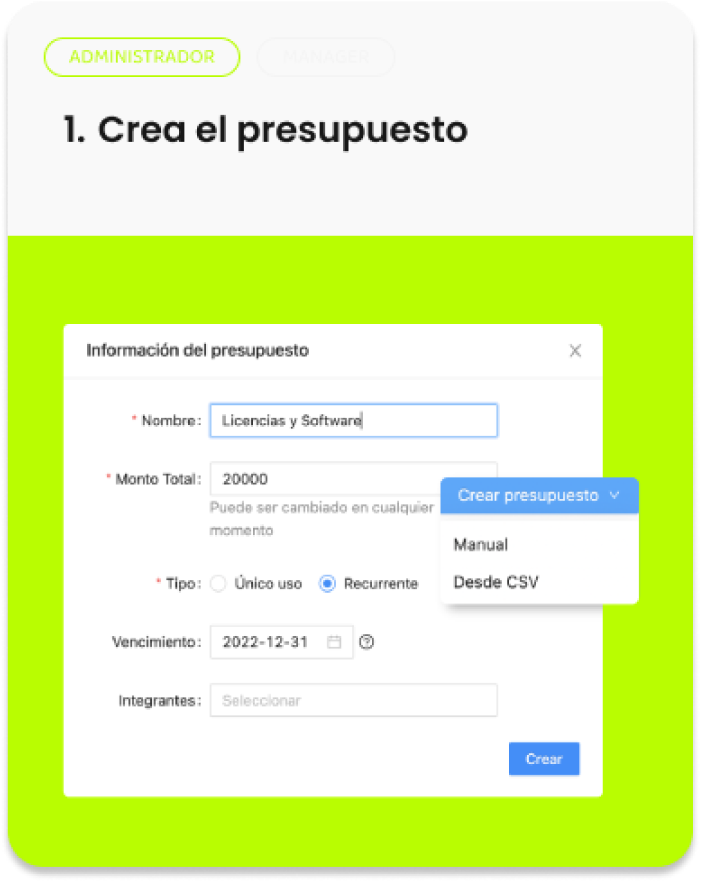 ADMINISTRADOR MANAGER
1. Crea el presupuesto
Información del presupuesto
* Nombre: Licencias y Software
* Monto Total: 20000
Puede ser cambiado en cualquier
momento
Crear presupuesto
Manual
Desde CSV
* Tipo: Único uso Recurrente
Vencimiento: 2022-12-31
Integrantes: Seleccionar
Crear